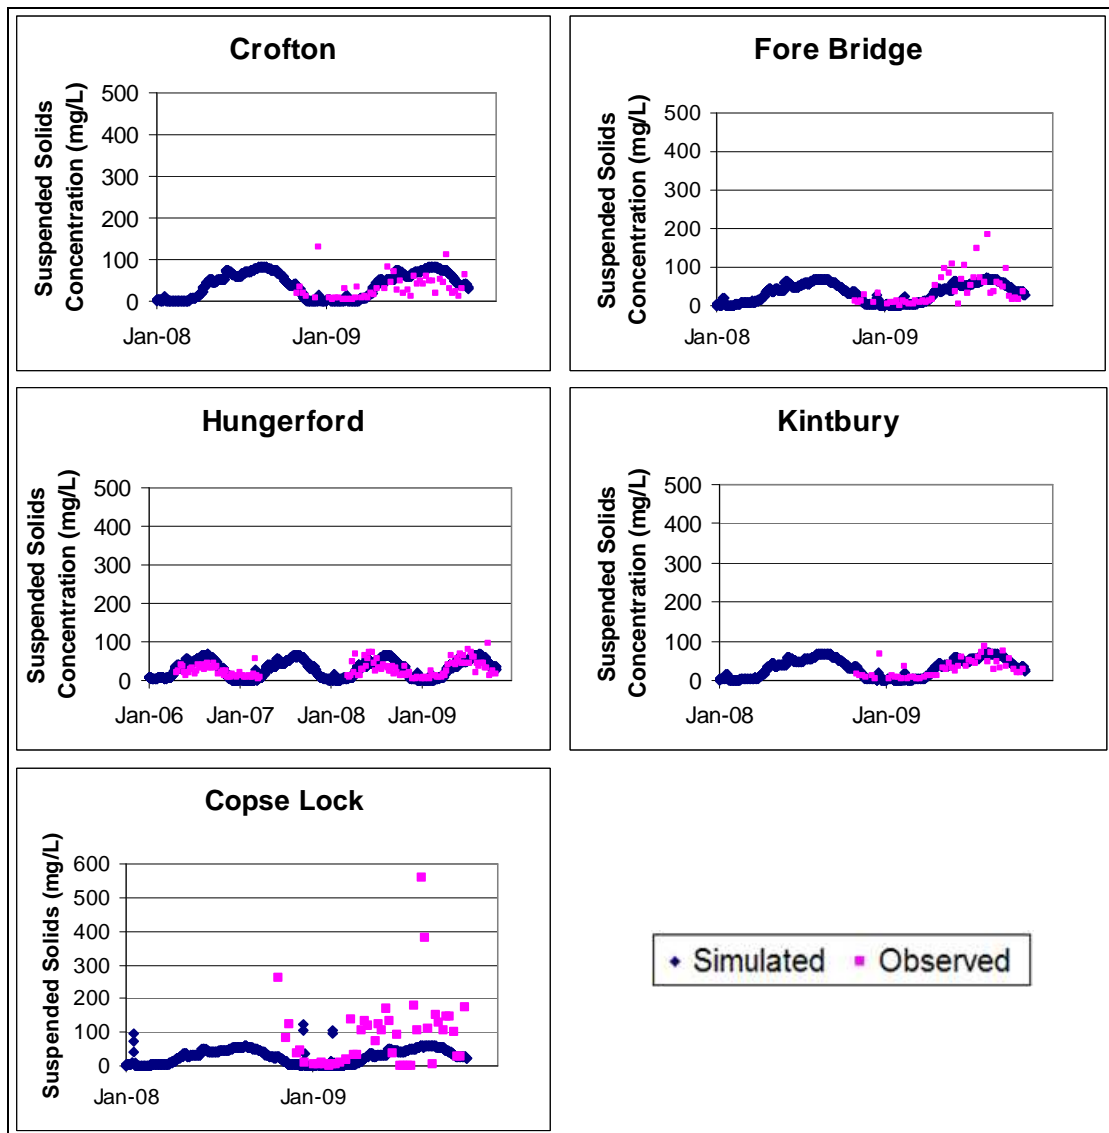 Crofton
Suspended Solids
Concentration (mg/L)
500
400
300
200
100
0
Jan-08
Jan-09
Fore Bridge
Suspended Solids
Concentration (mg/L)
500
400
300
200
100
0
Jan-08
Jan-09
Hungerford
Suspended Solids
Concentration (mg/L)
500
400
300
200
100
0
Jan-06
Jan-07
Jan-08
Jan-09
Kintbury
Suspended Solids
Concentration (mg/L)
500
400
300
200
100
0
Jan-08
Jan-09
Copse Lock
Suspended Solids (mg/L)
600
500
400
300
200
100
0
Jan-08
Jan-09
Simulated
Observed